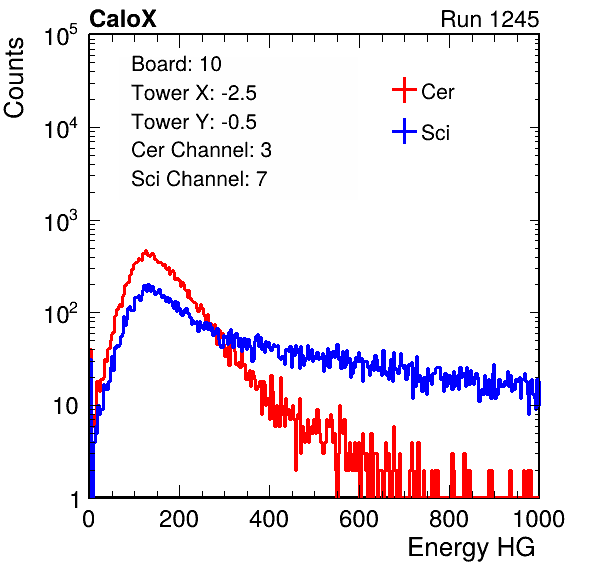 CaloX Run 1245
Counts
10^5
10^4
10^3
10^2
10
1
Board: 10
Tower X: -2.5
Tower Y: -0.5
Cer Channel: 3
Sci Channel: 7
Cer
Sci
0 200 400 600 800 1000
Energy HG